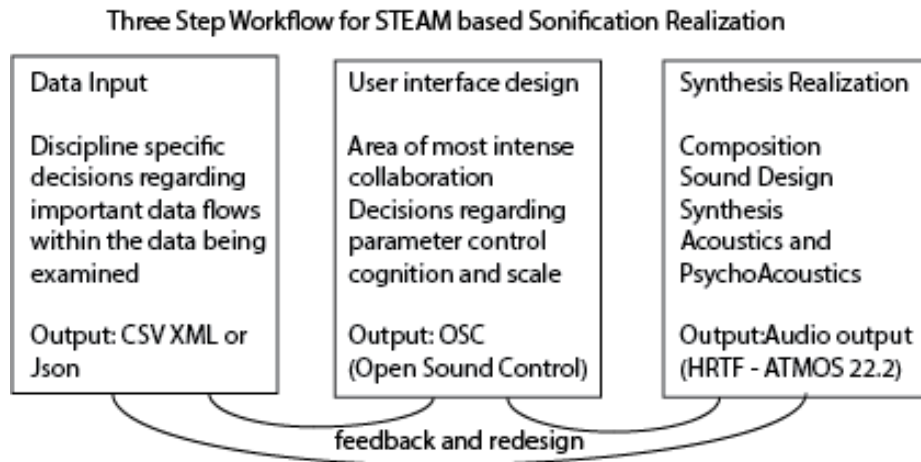 Three Step Workflow for STEAM based Sonification Realization
Data Input
Discipline specific
decisions regarding
important data flows
within the data being
examined
Output: CSV XML or
Json
User interface design
Area of most intense
collaboration
Decisions regarding
parameter control
cognition and scale
Output: OSC
(Open Sound Control)
Synthesis Realization
Composition
Sound Design
Synthesis
Acoustics and
PsychoAcoustics
Output:Audio output
(HRTF - ATMOS 22.2)
feedback and redesign